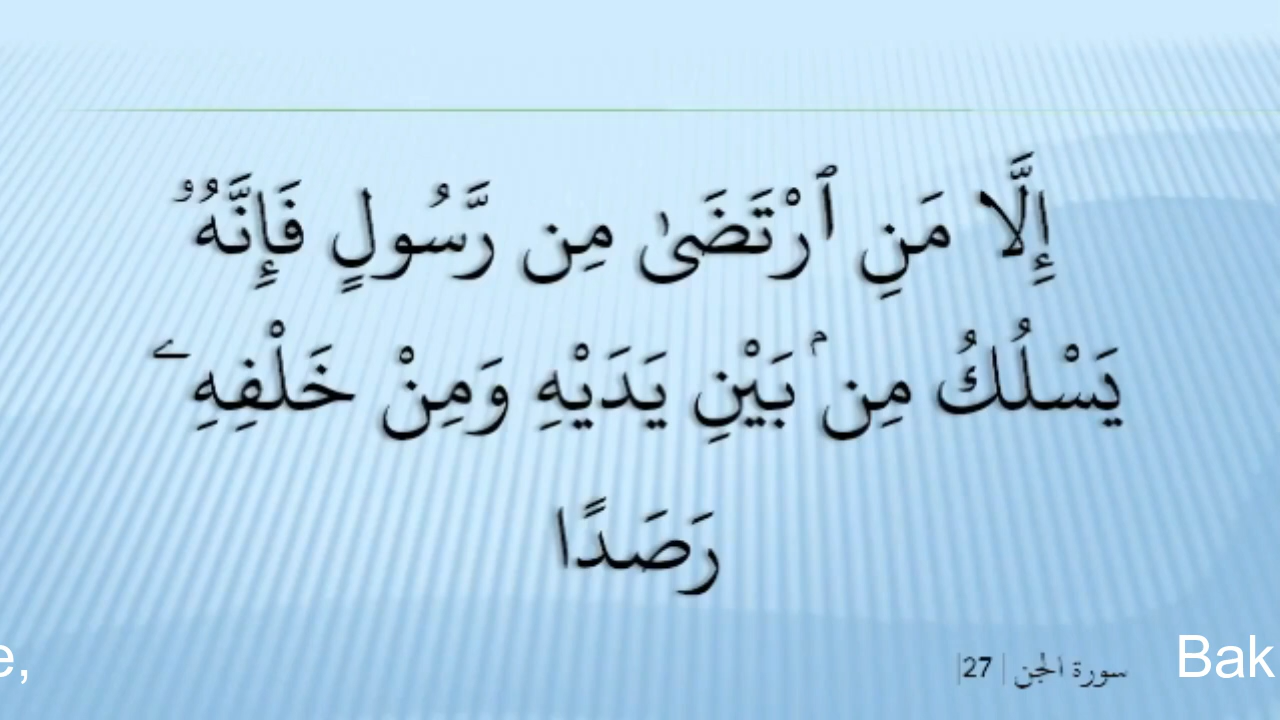 إِلَّا مَنِ ٱرْتَضَىٰ مِن رَّسُولٍ فَإِنَّهُۥ
يَسْلُكُ مِنۢ بَيْنِ يَدَيْهِ وَمِنْ خَلْفِهِۦ
رَصَدًا
سورة الجن |27|
e, Bak